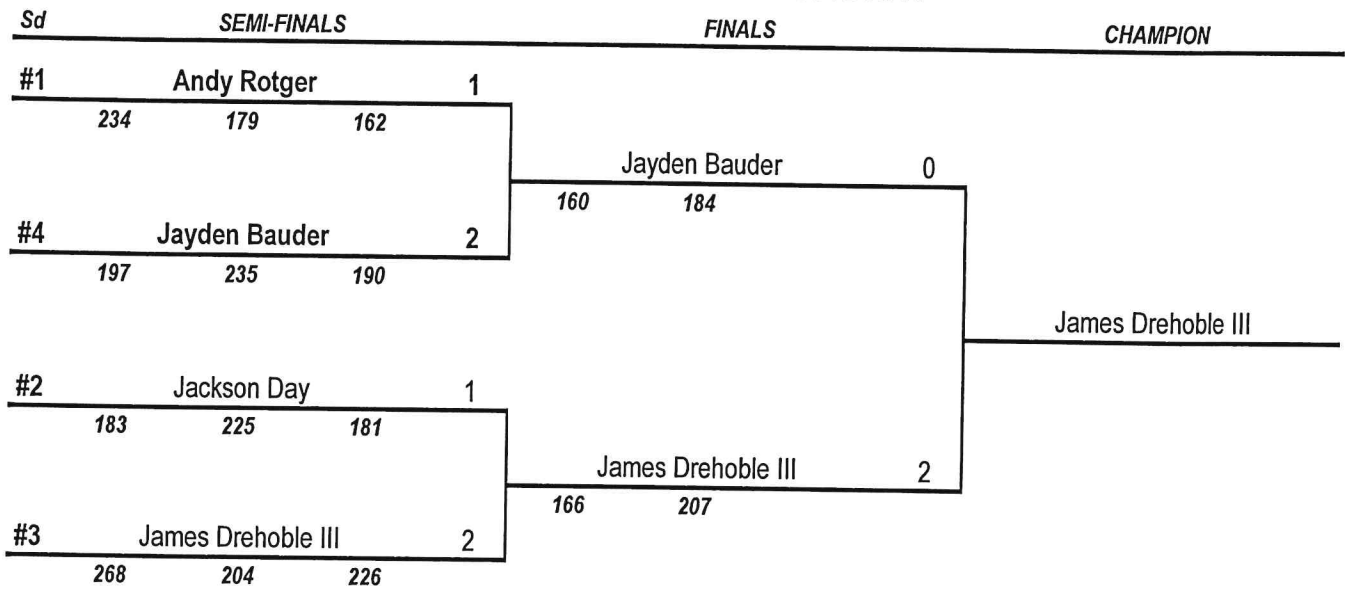 Sd SEMI-FINALS FINALS CHAMPION
#1 Andy Rotger 1
234 179 162
Jayden Bauder 0
160 184
#4 Jayden Bauder 2
197 235 190
James Drehoble III
#2 Jackson Day 1
183 225 181
James Drehoble III 2
166 207
#3 James Drehoble III 2
268 204 226